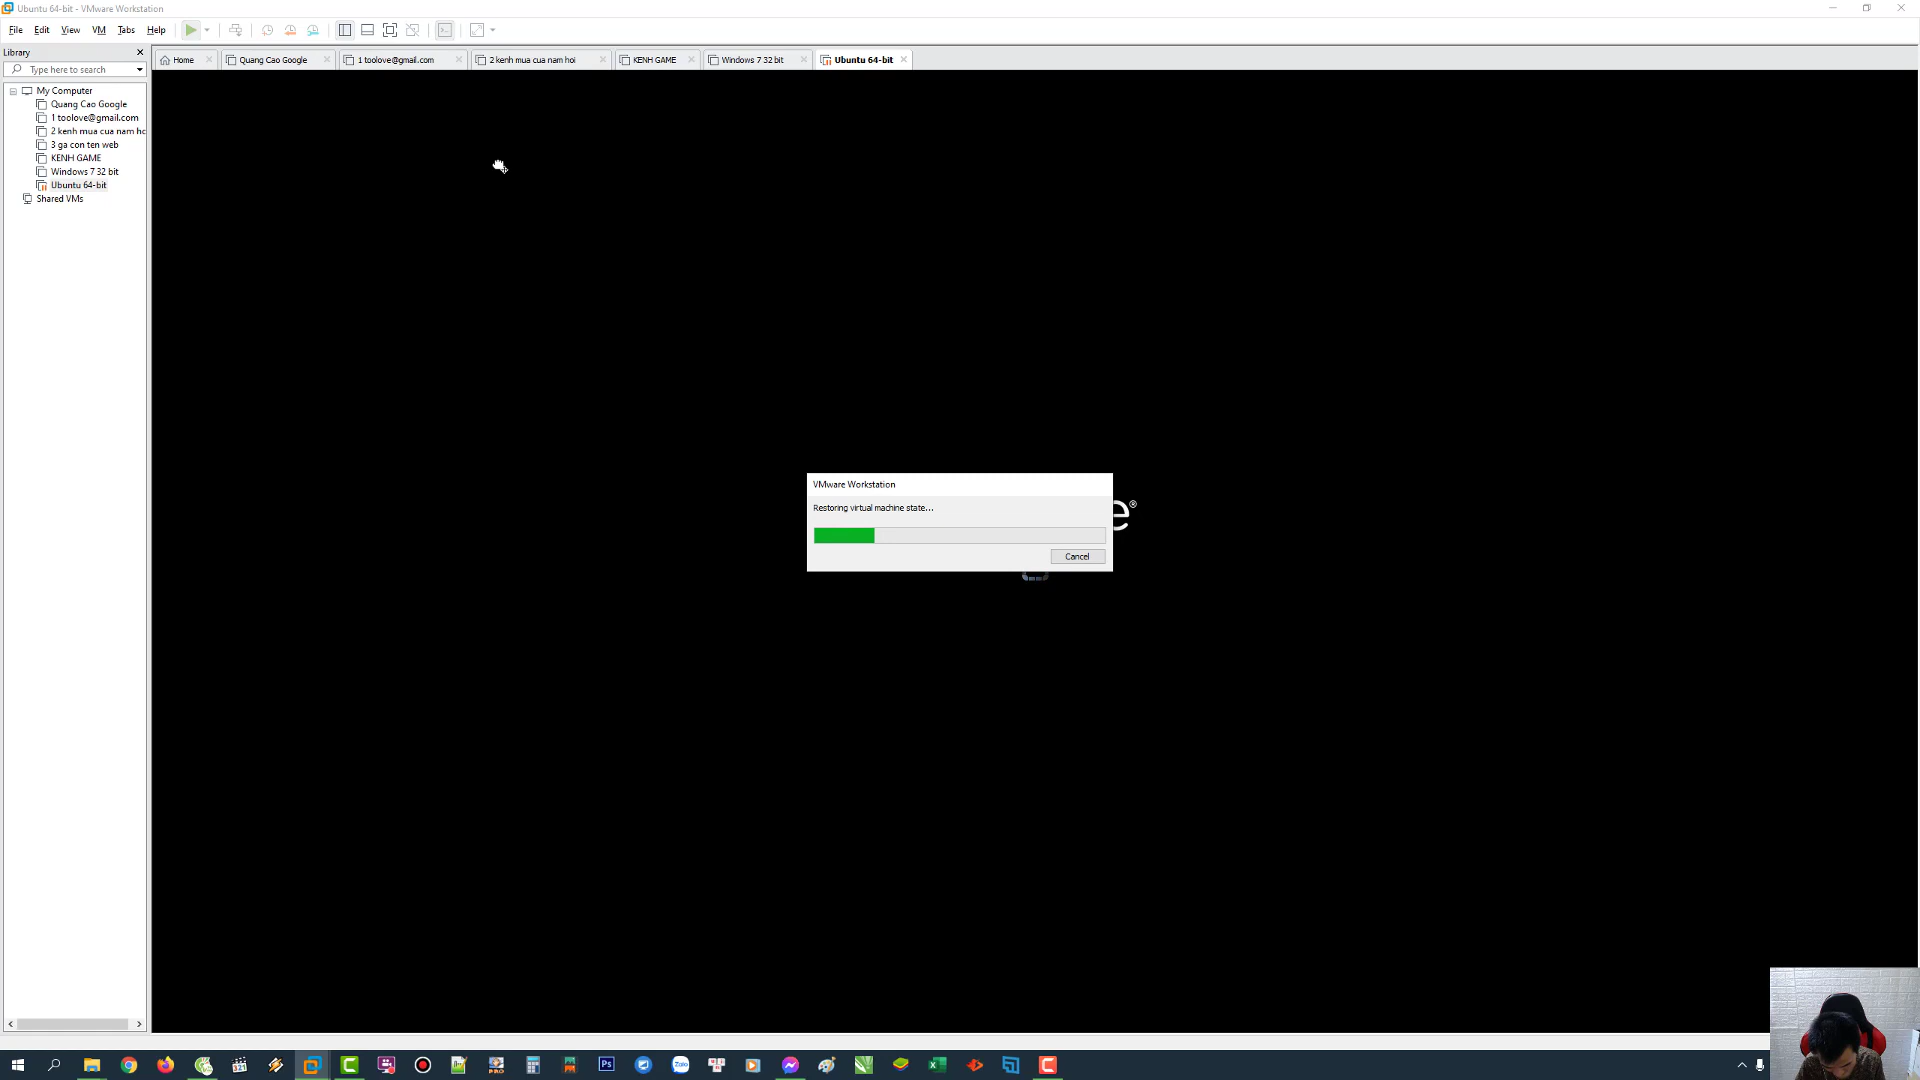 Ubuntu 64-bit - VMware Workstation
File Edit View VM Tabs Help
Library
Type here to search
Home
Quang Cao Google
1 toolove@gmail.com
2 kenh mua cua nam hoi
KENH GAME
Windows 7 32 bit
Ubuntu 64-bit
My Computer
Quang Cao Google
1 toolove@gmail.com
2 kenh mua cua nam ho
3 ga con ten web
KENH GAME
Windows 7 32 bit
Ubuntu 64-bit
Shared VMs
VMware Workstation
Restoring virtual machine state...
Cancel
e®
Ps
Zalo